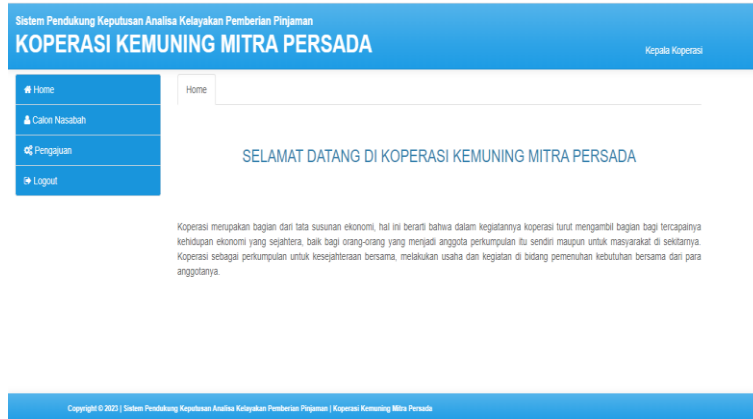 Sistem Pendukung Keputusan Analisa Kelayakan Pemberian Pinjaman
KOPERASI KEMUNING MITRA PERSADA
Kepala Koperasi
Home
Calon Nasabah
Pengajuan
Logout
Home
SELAMAT DATANG DI KOPERASI KEMUNING MITRA PERSADA
Koperasi merupakan bagian dari tata susunan ekonomi, hal ini berarti bahwa dalam kegiatannya koperasi turut mengambil bagian bagi tercapainya
kehidupan ekonomi yang sejahtera, baik bagi orang-orang yang menjadi anggota perkumpulan itu sendiri maupun untuk masyarakat di sekitarnya.
Koperasi sebagai perkumpulan untuk kesejahteraan bersama, melakukan usaha dan kegiatan di bidang pemenuhan kebutuhan bersama dari para
anggotanya.
Copyright © 2023 | Sistem Pendukung Keputusan Analisa Kelayakan Pemberian Pinjaman | Koperasi Kemuning Mitra Persada